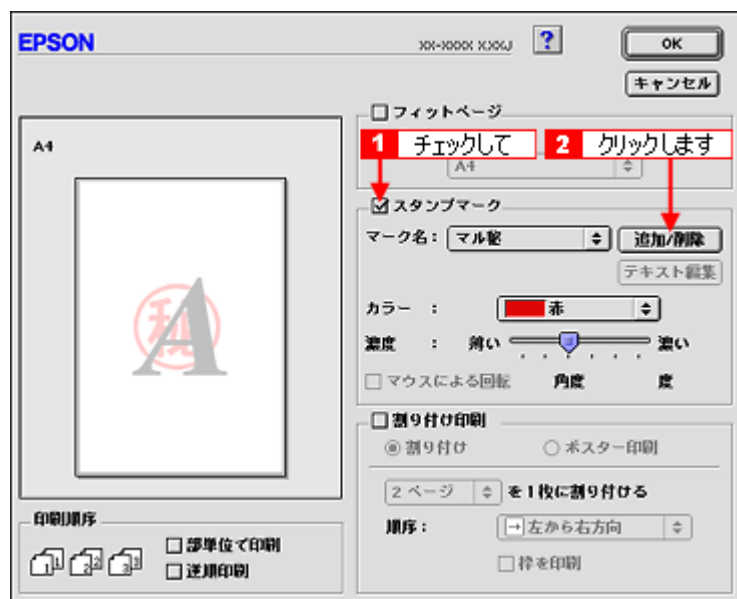 EPSON
XX-XXXX XXXJ
?
OK
キャンセル
フィットページ
1 チェックして
2 クリックします
A4
A4
スタンプマーク
マーク名： マル秘
追加/削除
テキスト編集
カラー ：
赤
濃度 ： 薄い
濃い
マウスによる回転
角度
度
秘
A
割り付け印刷
割り付け
ポスター印刷
2 ページ
を1枚に割り付ける
順序：
左から右方向
枠を印刷
印刷順序
1 1 2 2 3 3
部単位で印刷
逆順印刷